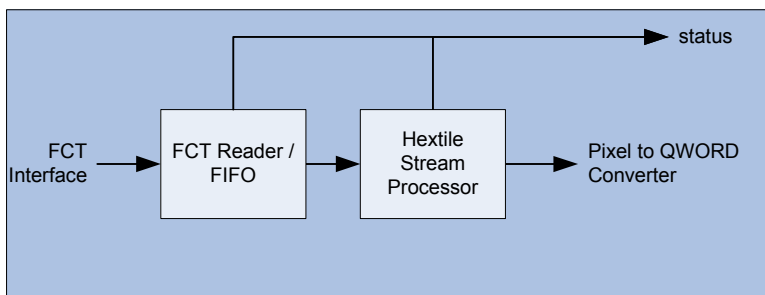 status
FCT
Interface
FCT Reader /
FIFO
Hextile
Stream
Processor
Pixel to QWORD
Converter